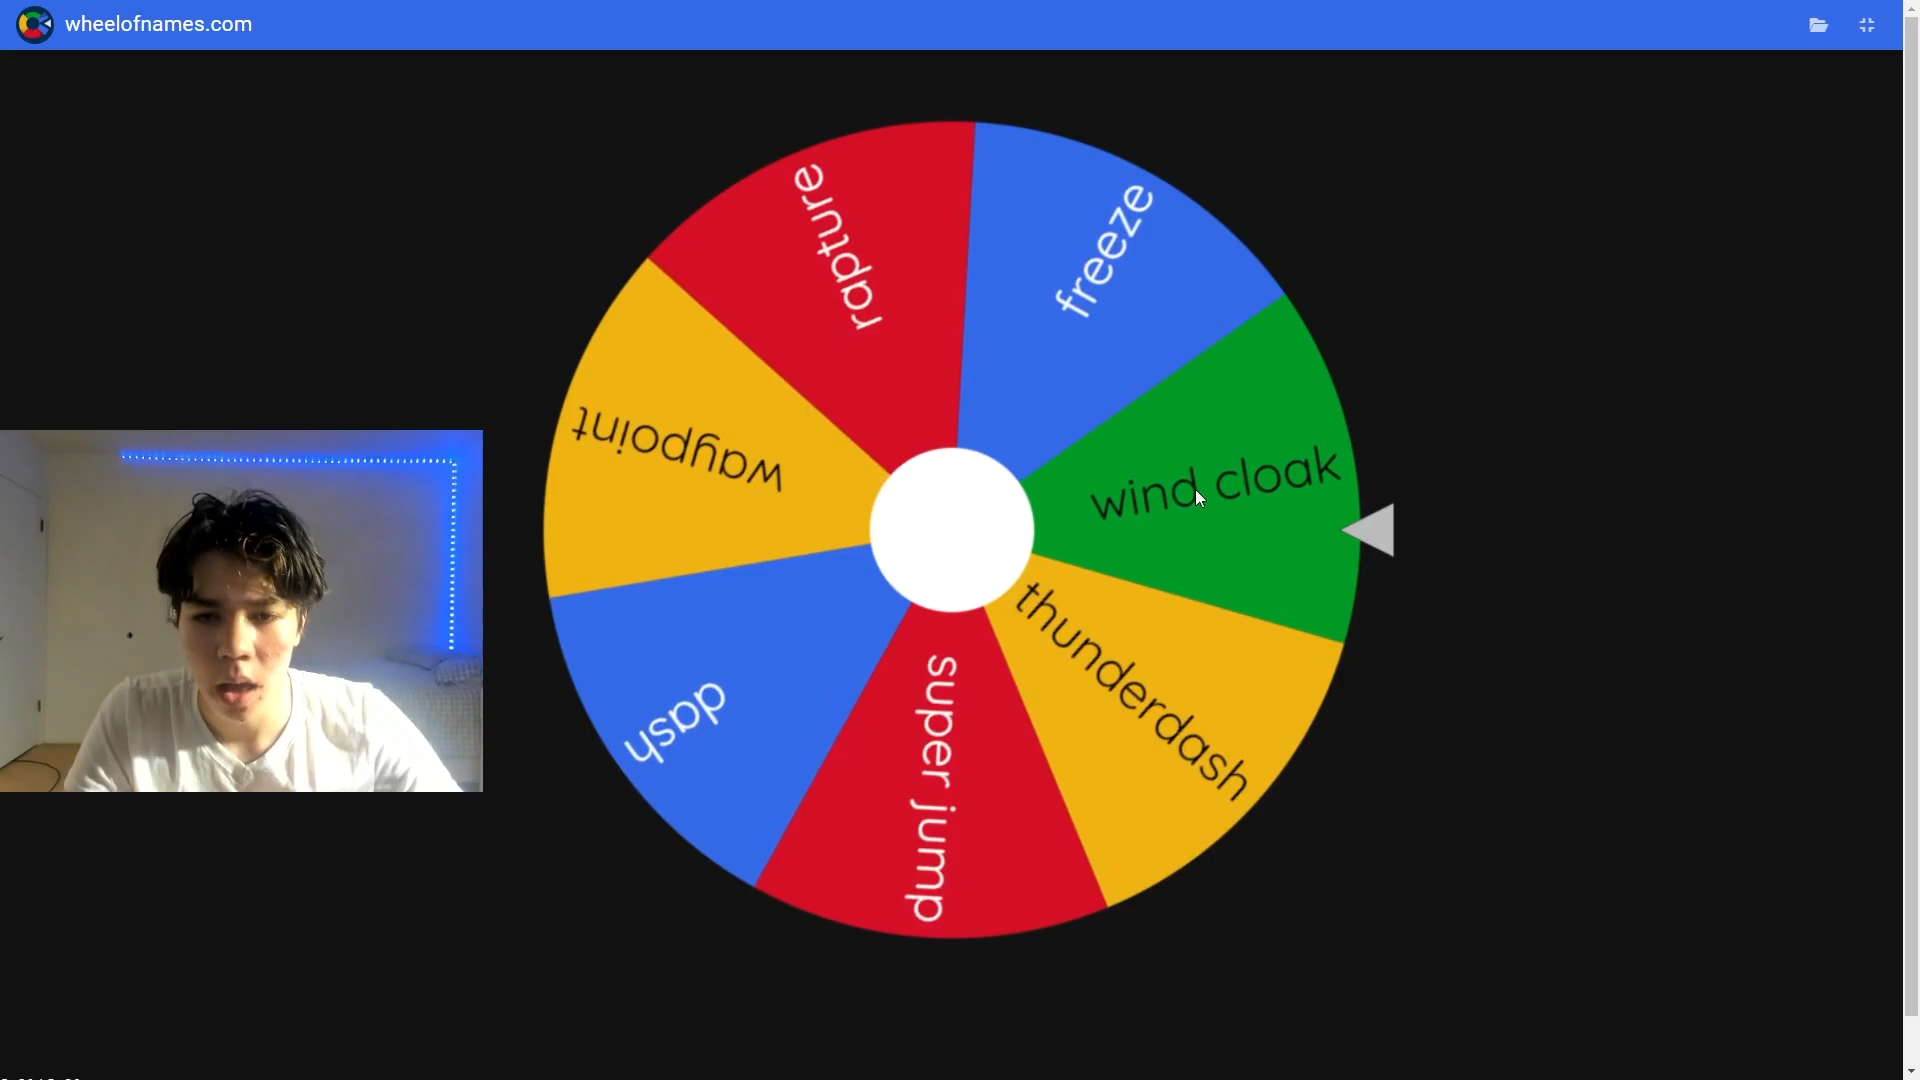 wheelofnames.com
rapture
freeze
waypoint
wind cloak
thunderdash
dash
super jump